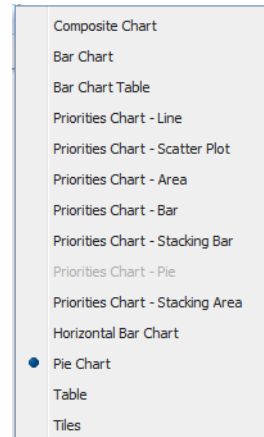 Composite Chart
Bar Chart
Bar Chart Table
Priorities Chart - Line
Priorities Chart - Scatter Plot
Priorities Chart - Area
Priorities Chart - Bar
Priorities Chart - Stacking Bar
Priorities Chart - Pie
Priorities Chart - Stacking Area
Horizontal Bar Chart
Pie Chart
Table
Tiles